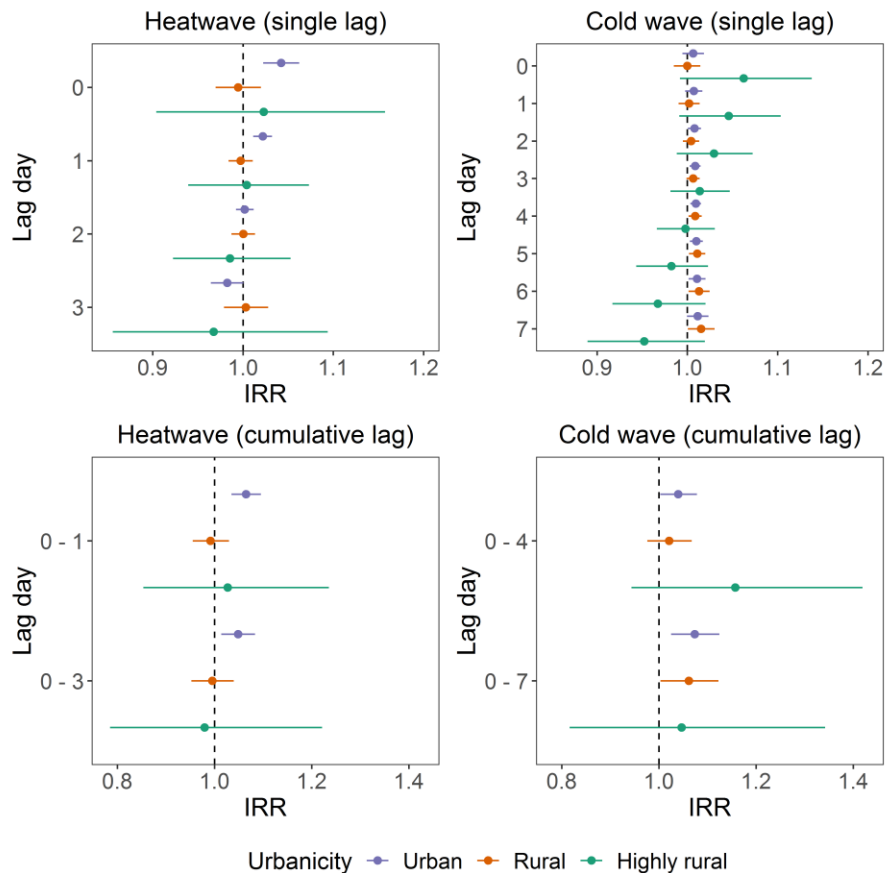 Heatwave (single lag)
Lag day
0
1
2
3
0.9 1.0 1.1 1.2
IRR
Cold wave (single lag)
Lag day
0
1
2
3
4
5
6
7
0.9 1.0 1.1 1.2
IRR
Heatwave (cumulative lag)
Lag day
0 - 1
0 - 3
0.8 1.0 1.2 1.4
IRR
Cold wave (cumulative lag)
Lag day
0 - 4
0 - 7
0.8 1.0 1.2 1.4
IRR
Urbanicity Urban Rural Highly rural